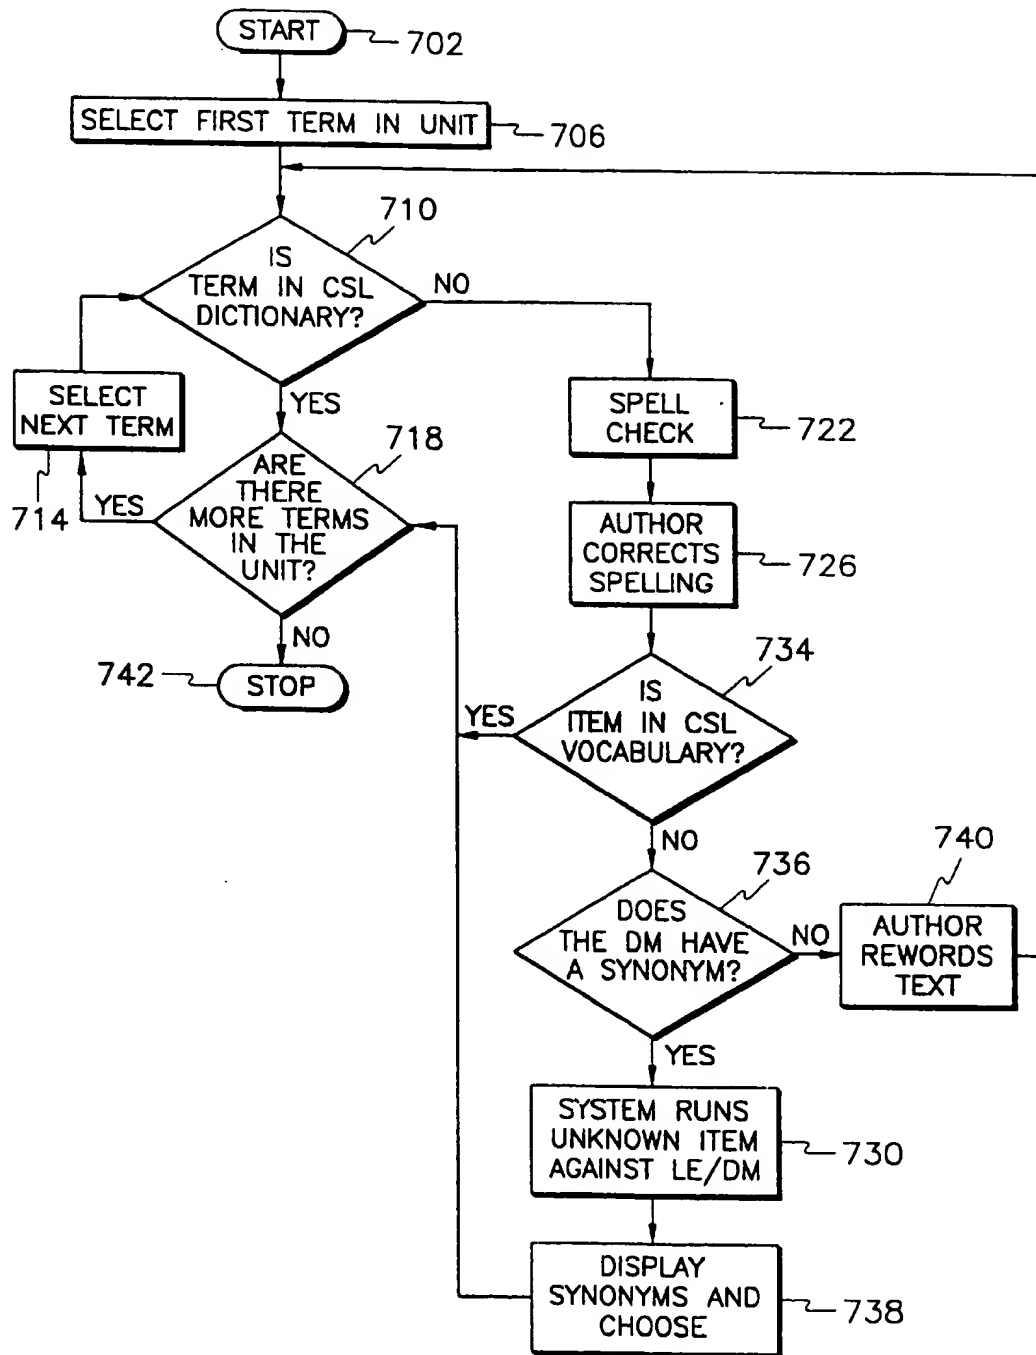 START
702
SELECT FIRST TERM IN UNIT
706
710
IS
TERM IN CSL
DICTIONARY?
NO
YES
SELECT
NEXT TERM
714
YES
718
ARE
THERE
MORE TERMS
IN THE
UNIT?
NO
742
STOP
SPELL
CHECK
722
AUTHOR
CORRECTS
SPELLING
726
734
IS
ITEM IN CSL
VOCABULARY?
YES
NO
736
DOES
THE DM HAVE
A SYNONYM?
NO
740
AUTHOR
REWORDS
TEXT
YES
SYSTEM RUNS
UNKNOWN ITEM
AGAINST LE/DM
730
DISPLAY
SYNONYMS AND
CHOOSE
738